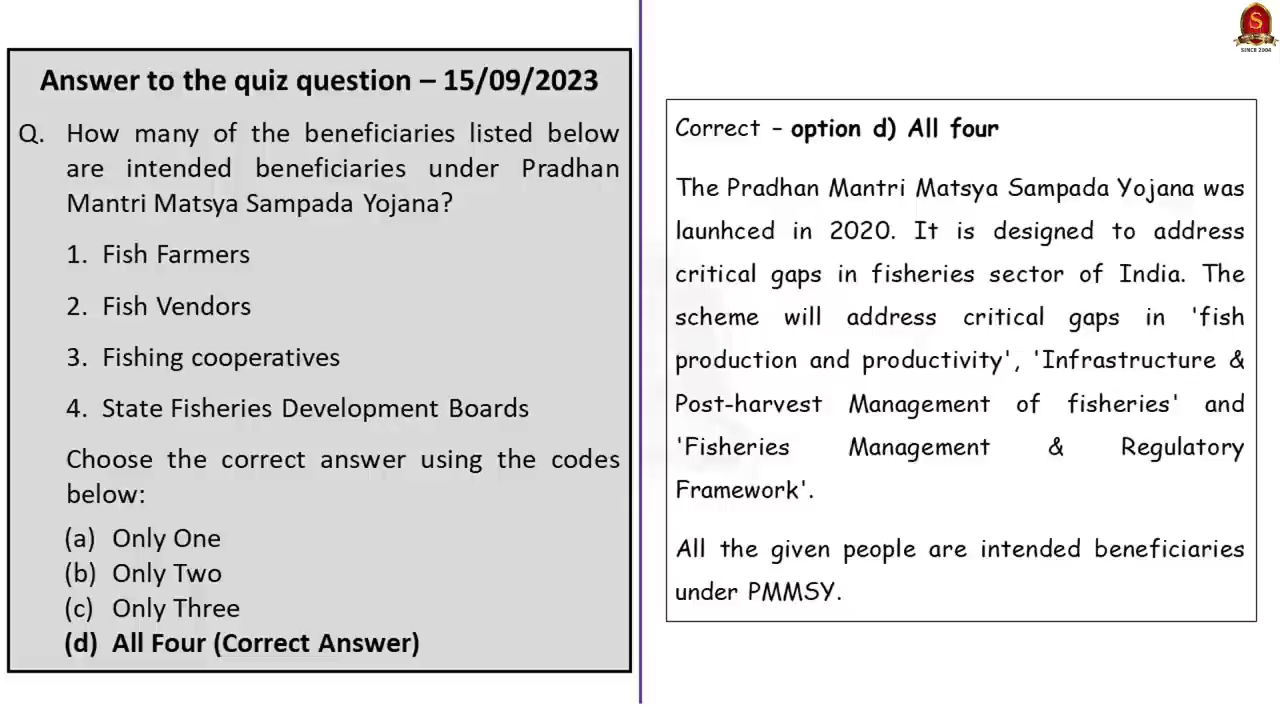 Answer to the quiz question – 15/09/2023
Q. How many of the beneficiaries listed below
are intended beneficiaries under Pradhan
Mantri Matsya Sampada Yojana?
1. Fish Farmers
2. Fish Vendors
3. Fishing cooperatives
4. State Fisheries Development Boards
Choose the correct answer using the codes
below:
(a) Only One
(b) Only Two
(c) Only Three
(d) All Four (Correct Answer)
S
SINCE 2004
Correct – option d) All four
The Pradhan Mantri Matsya Sampada Yojana was
launhced in 2020. It is designed to address
critical gaps in fisheries sector of India. The
scheme will address critical gaps in 'fish
production and productivity', 'Infrastructure &
Post-harvest Management of fisheries' and
'Fisheries Management & Regulatory
Framework'.
All the given people are intended beneficiaries
under PMMSY.